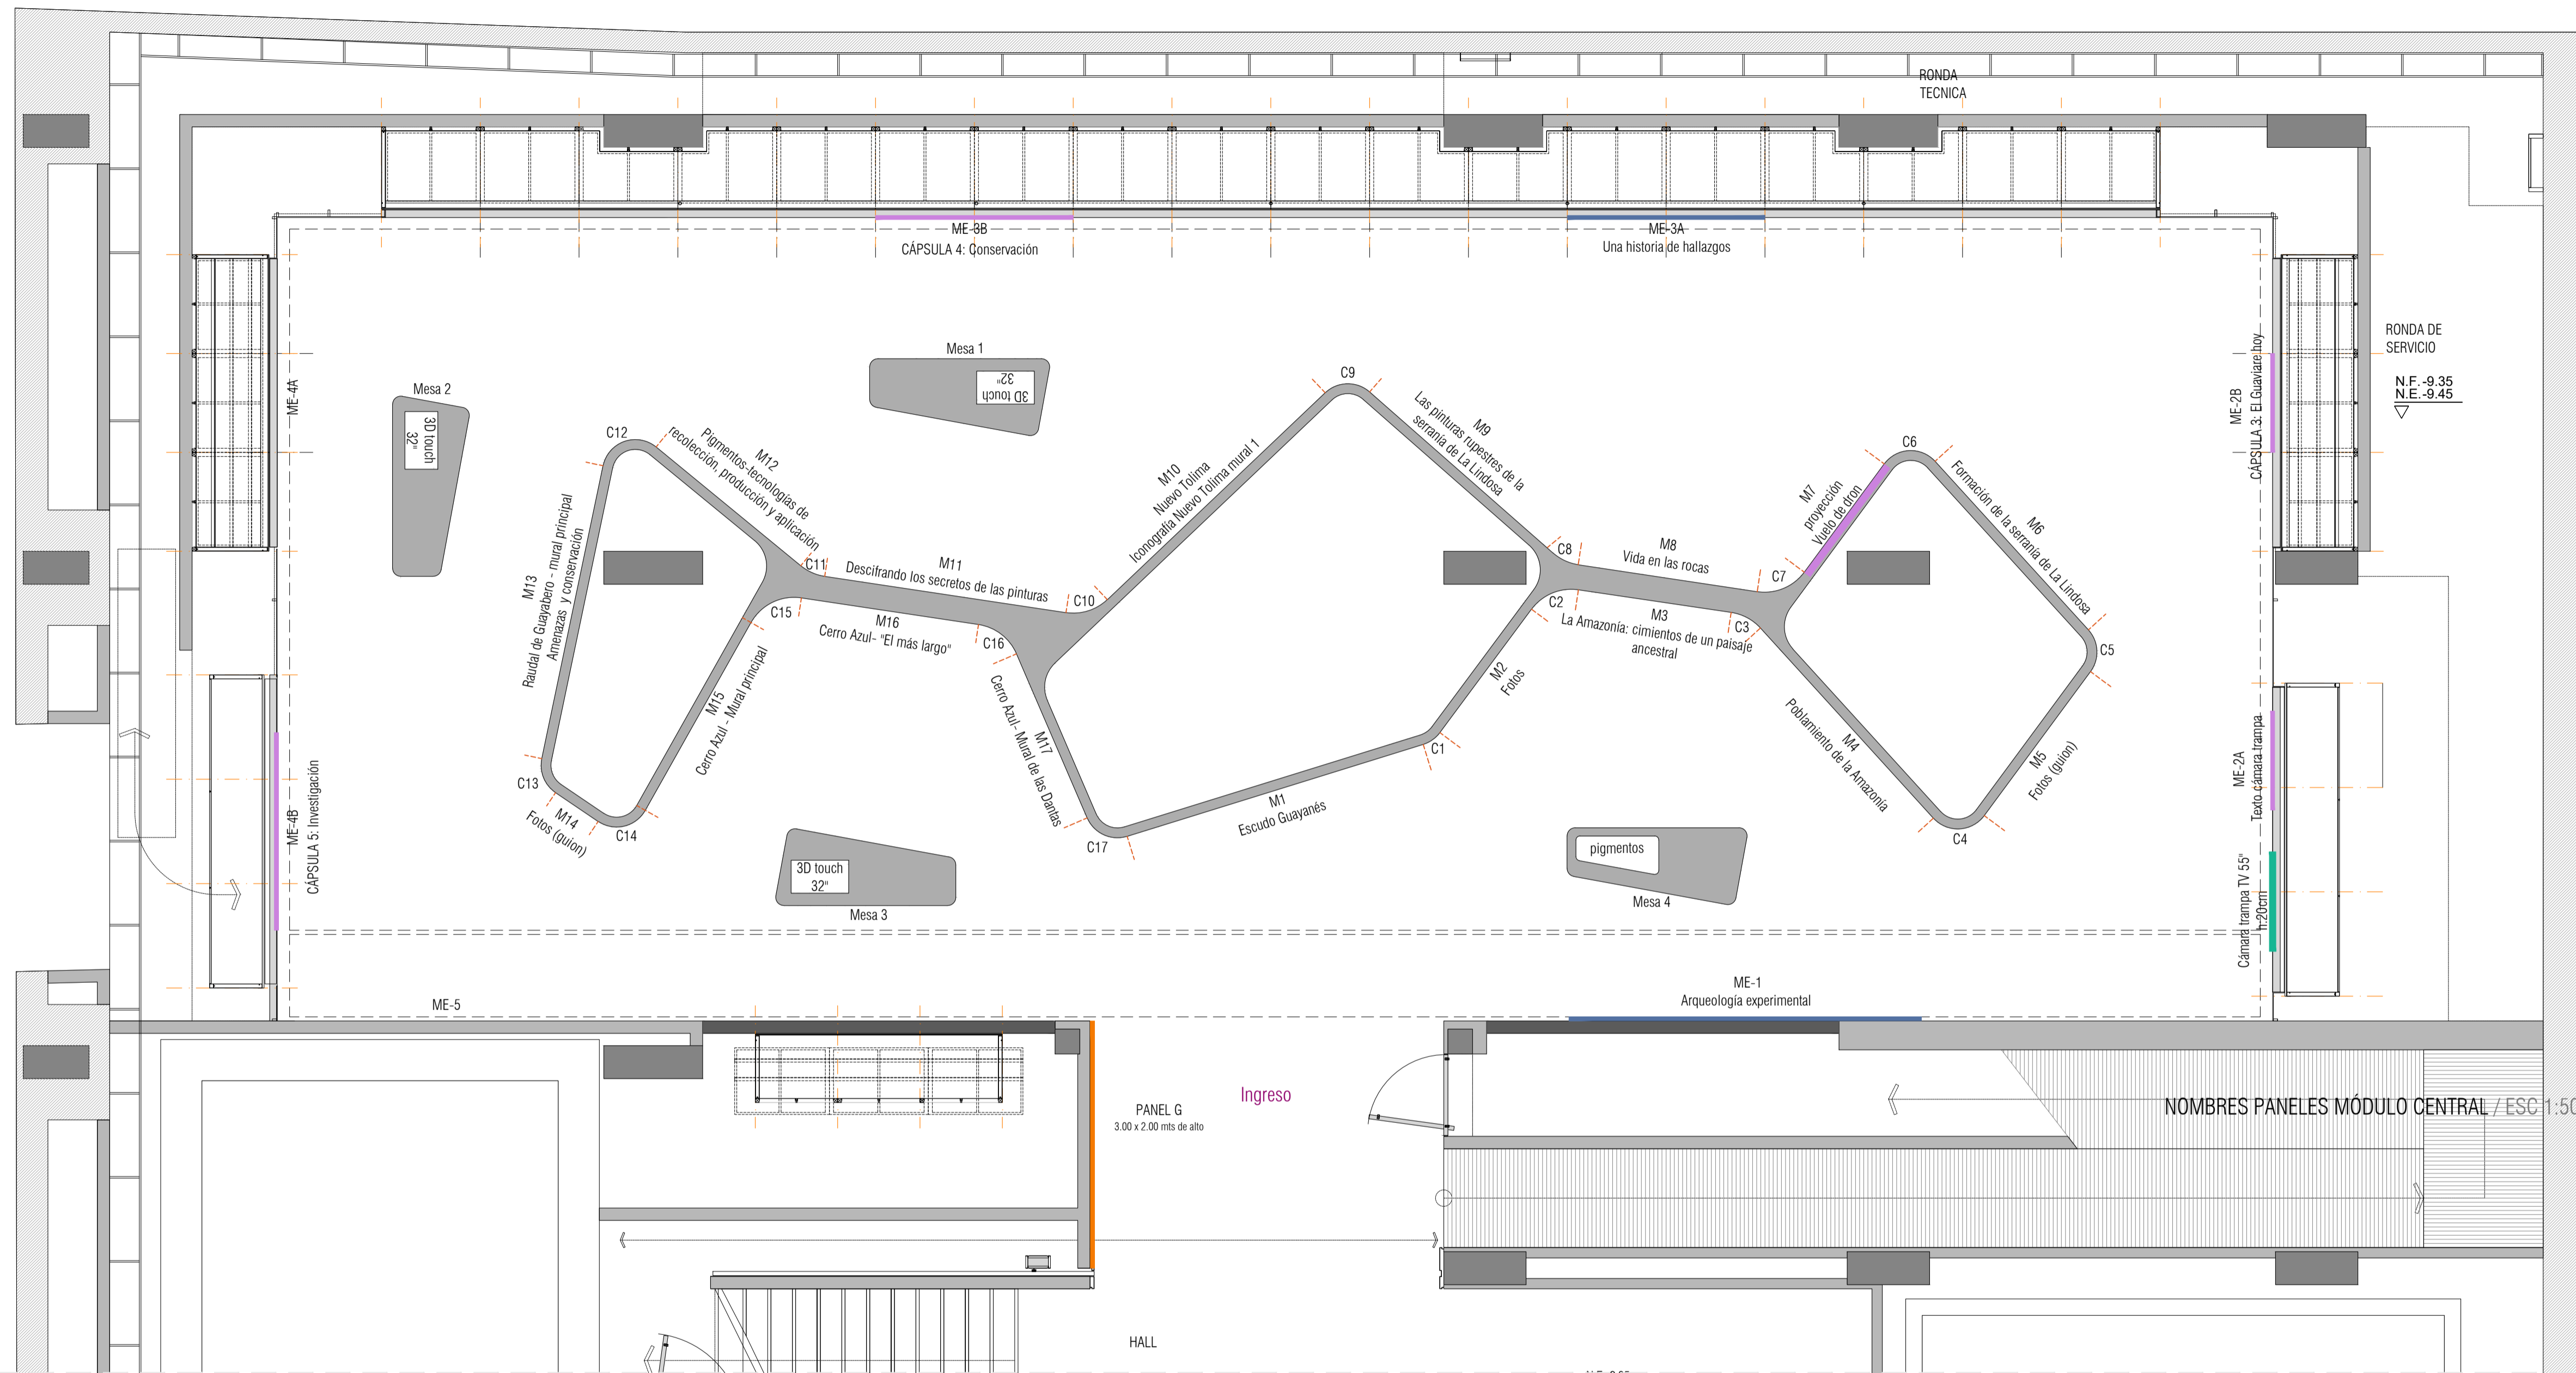 RONDA
TECNICA
ME-3B
CÁPSULA 4: Conservación
ME-3A
Una historia de hallazgos
RONDA DE
SERVICIO
N.F.-9.35
N.E.-9.45
ME-4A
Mesa 2
3D touch
32"
Mesa 1
3D touch
32"
C9
M9
Las pinturas rupestres de la
serranía de La Lindosa
ME-2B
CÁPSULA 3: El Guaviare hoy
C12
M12
Pigmentos-tecnologías de
recolección, producción y aplicación
M10
Nuevo Tolima
Iconografía Nuevo Tolima mural 1
C6
M7
proyección
Vuelo de dron
M6
Formación de la serranía de La Lindosa
M13
Raudal de Guayabero - mural principal
Amenazas y conservación
C11
M11
Descifrando los secretos de las pinturas
C10
C8
M8
Vida en las rocas
C7
C15
M16
Cerro Azul- "El más largo"
C16
C2
M3
La Amazonía: cimientos de un paisaje
ancestral
C3
C5
M15
Cerro Azul - Mural principal
M17
Cerro Azul- Mural de las Dantas
M2
Fotos
M4
Poblamiento de la Amazonía
M5
Fotos (guion)
C1
C13
M14
Fotos (guion)
C14
C17
M1
Escudo Guayanés
C4
ME-4B
CÁPSULA 5: Investigación
ME-2A
Texto cámara trampa
Cámara trampa TV 55"
h:20cm
3D touch
32"
Mesa 3
pigmentos
Mesa 4
ME-5
ME-1
Arqueología experimental
Ingreso
PANEL G
3.00 x 2.00 mts de alto
NOMBRES PANELES MÓDULO CENTRAL / ESC 1:50
HALL